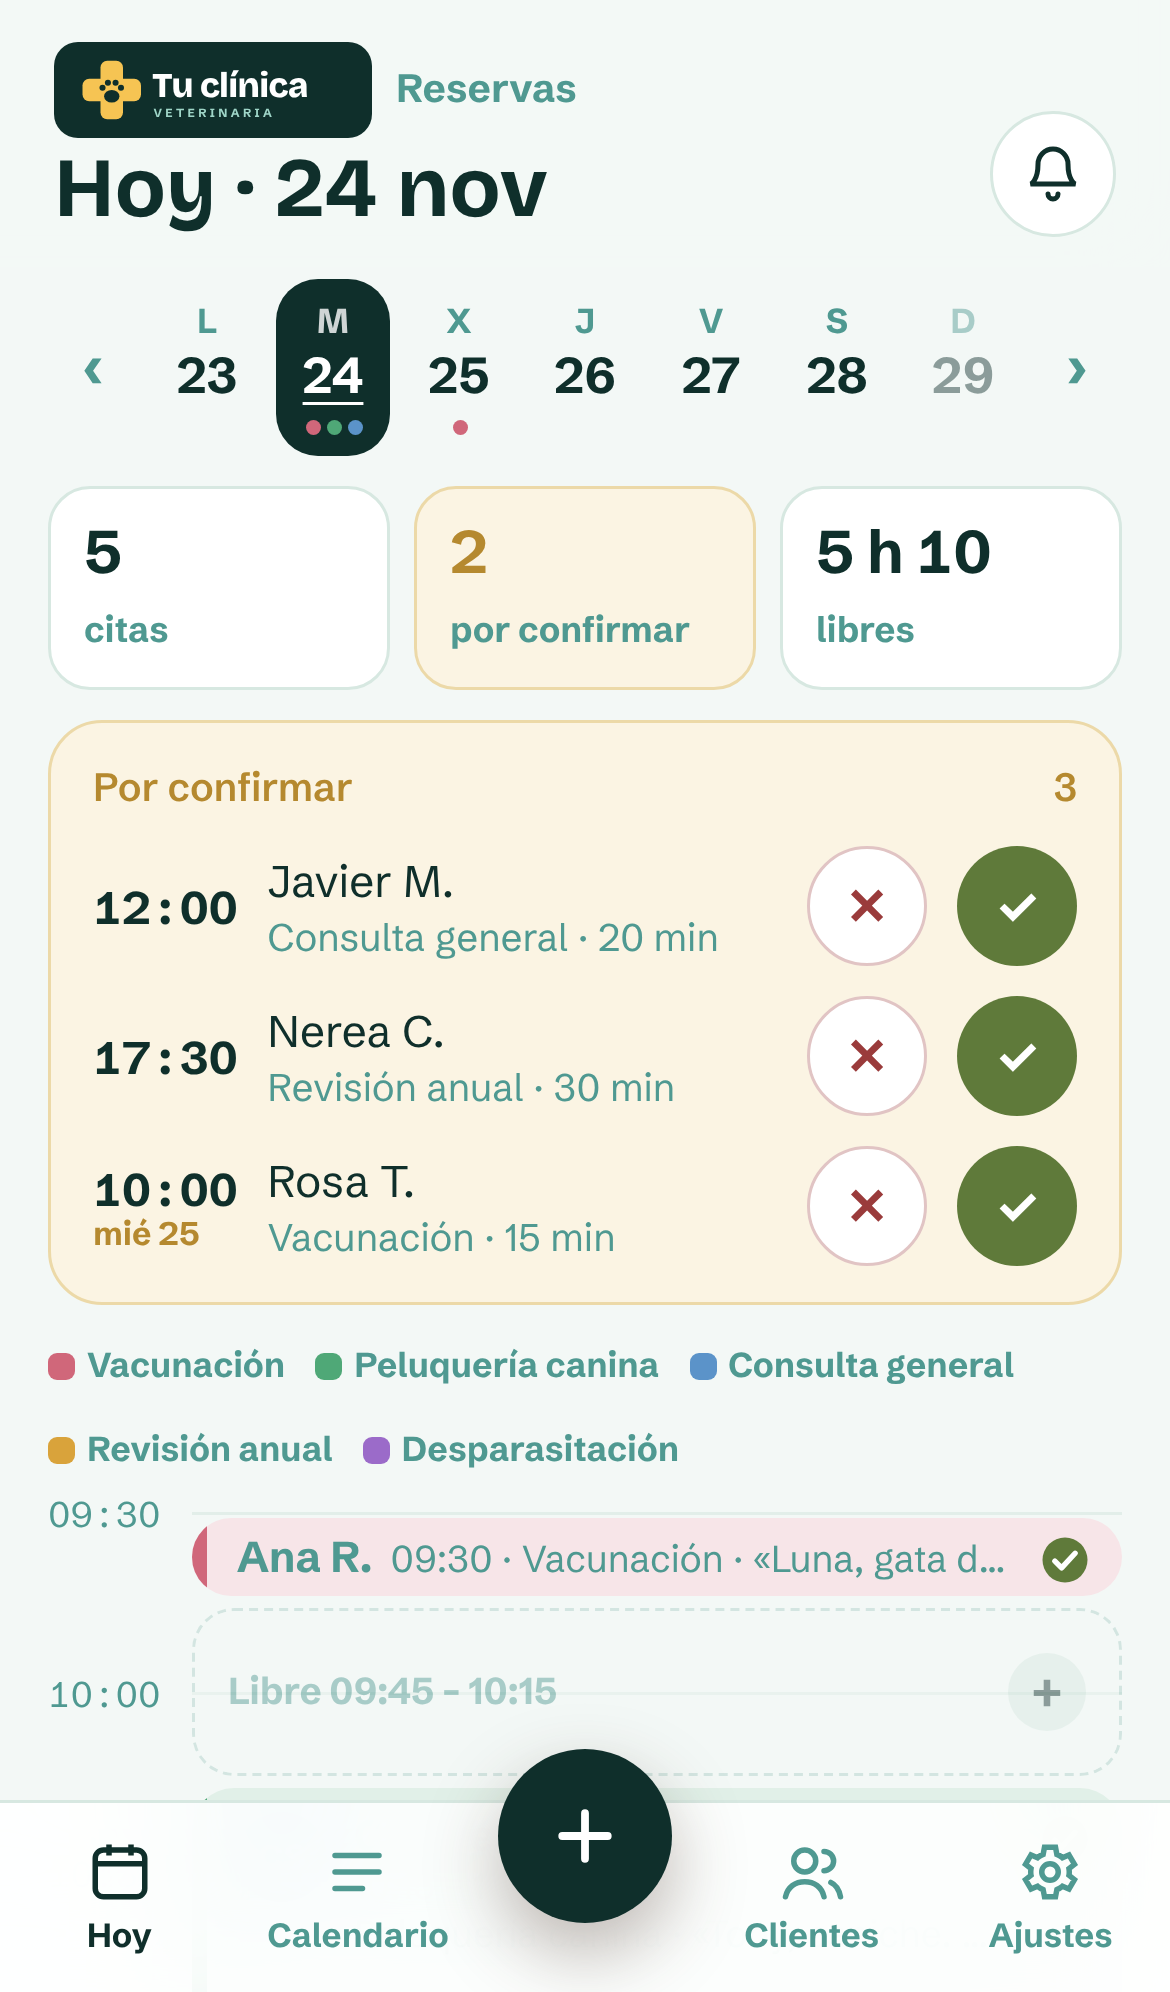 Tu clínica
VETERINARIA
Reservas
Hoy · 24 nov
‹ L M X J V S D ›
23 24 25 26 27 28 29
5 2 5 h 10
citas por confirmar libres
Por confirmar 3
12:00 Javier M.
Consulta general · 20 min
17:30 Nerea C.
Revisión anual · 30 min
10:00 Rosa T.
mié 25 Vacunación · 15 min
Vacunación Peluquería canina Consulta general
Revisión anual Desparasitación
09:30
Ana R. 09:30 · Vacunación · «Luna, gata d...
10:00 Libre 09:45 – 10:15 +
Hoy Calendario Clientes Ajustes